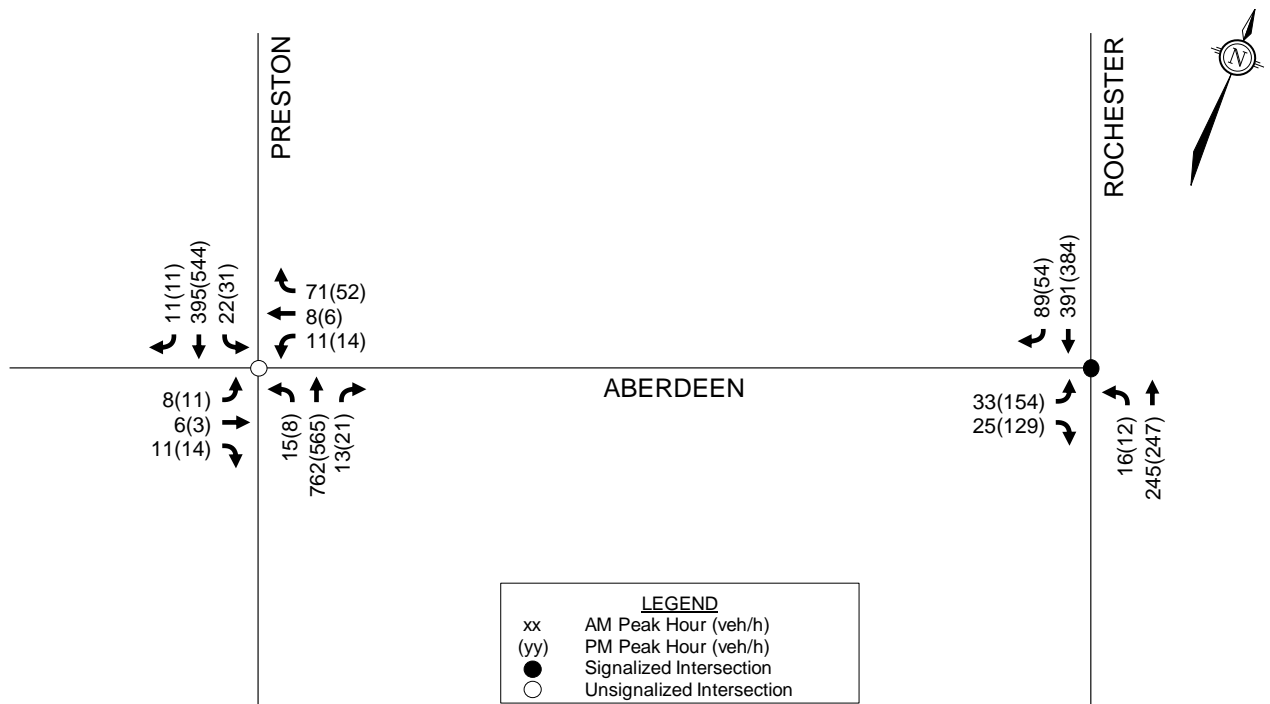 PRESTON
ROCHESTER
N
11(11)
395(544)
22(31)
71(52)
8(6)
11(14)
89(54)
391(384)
ABERDEEN
8(11)
6(3)
11(14)
15(8)
762(565)
13(21)
33(154)
25(129)
16(12)
245(247)
LEGEND
xx AM Peak Hour (veh/h)
(yy) PM Peak Hour (veh/h)
Signalized Intersection
Unsignalized Intersection